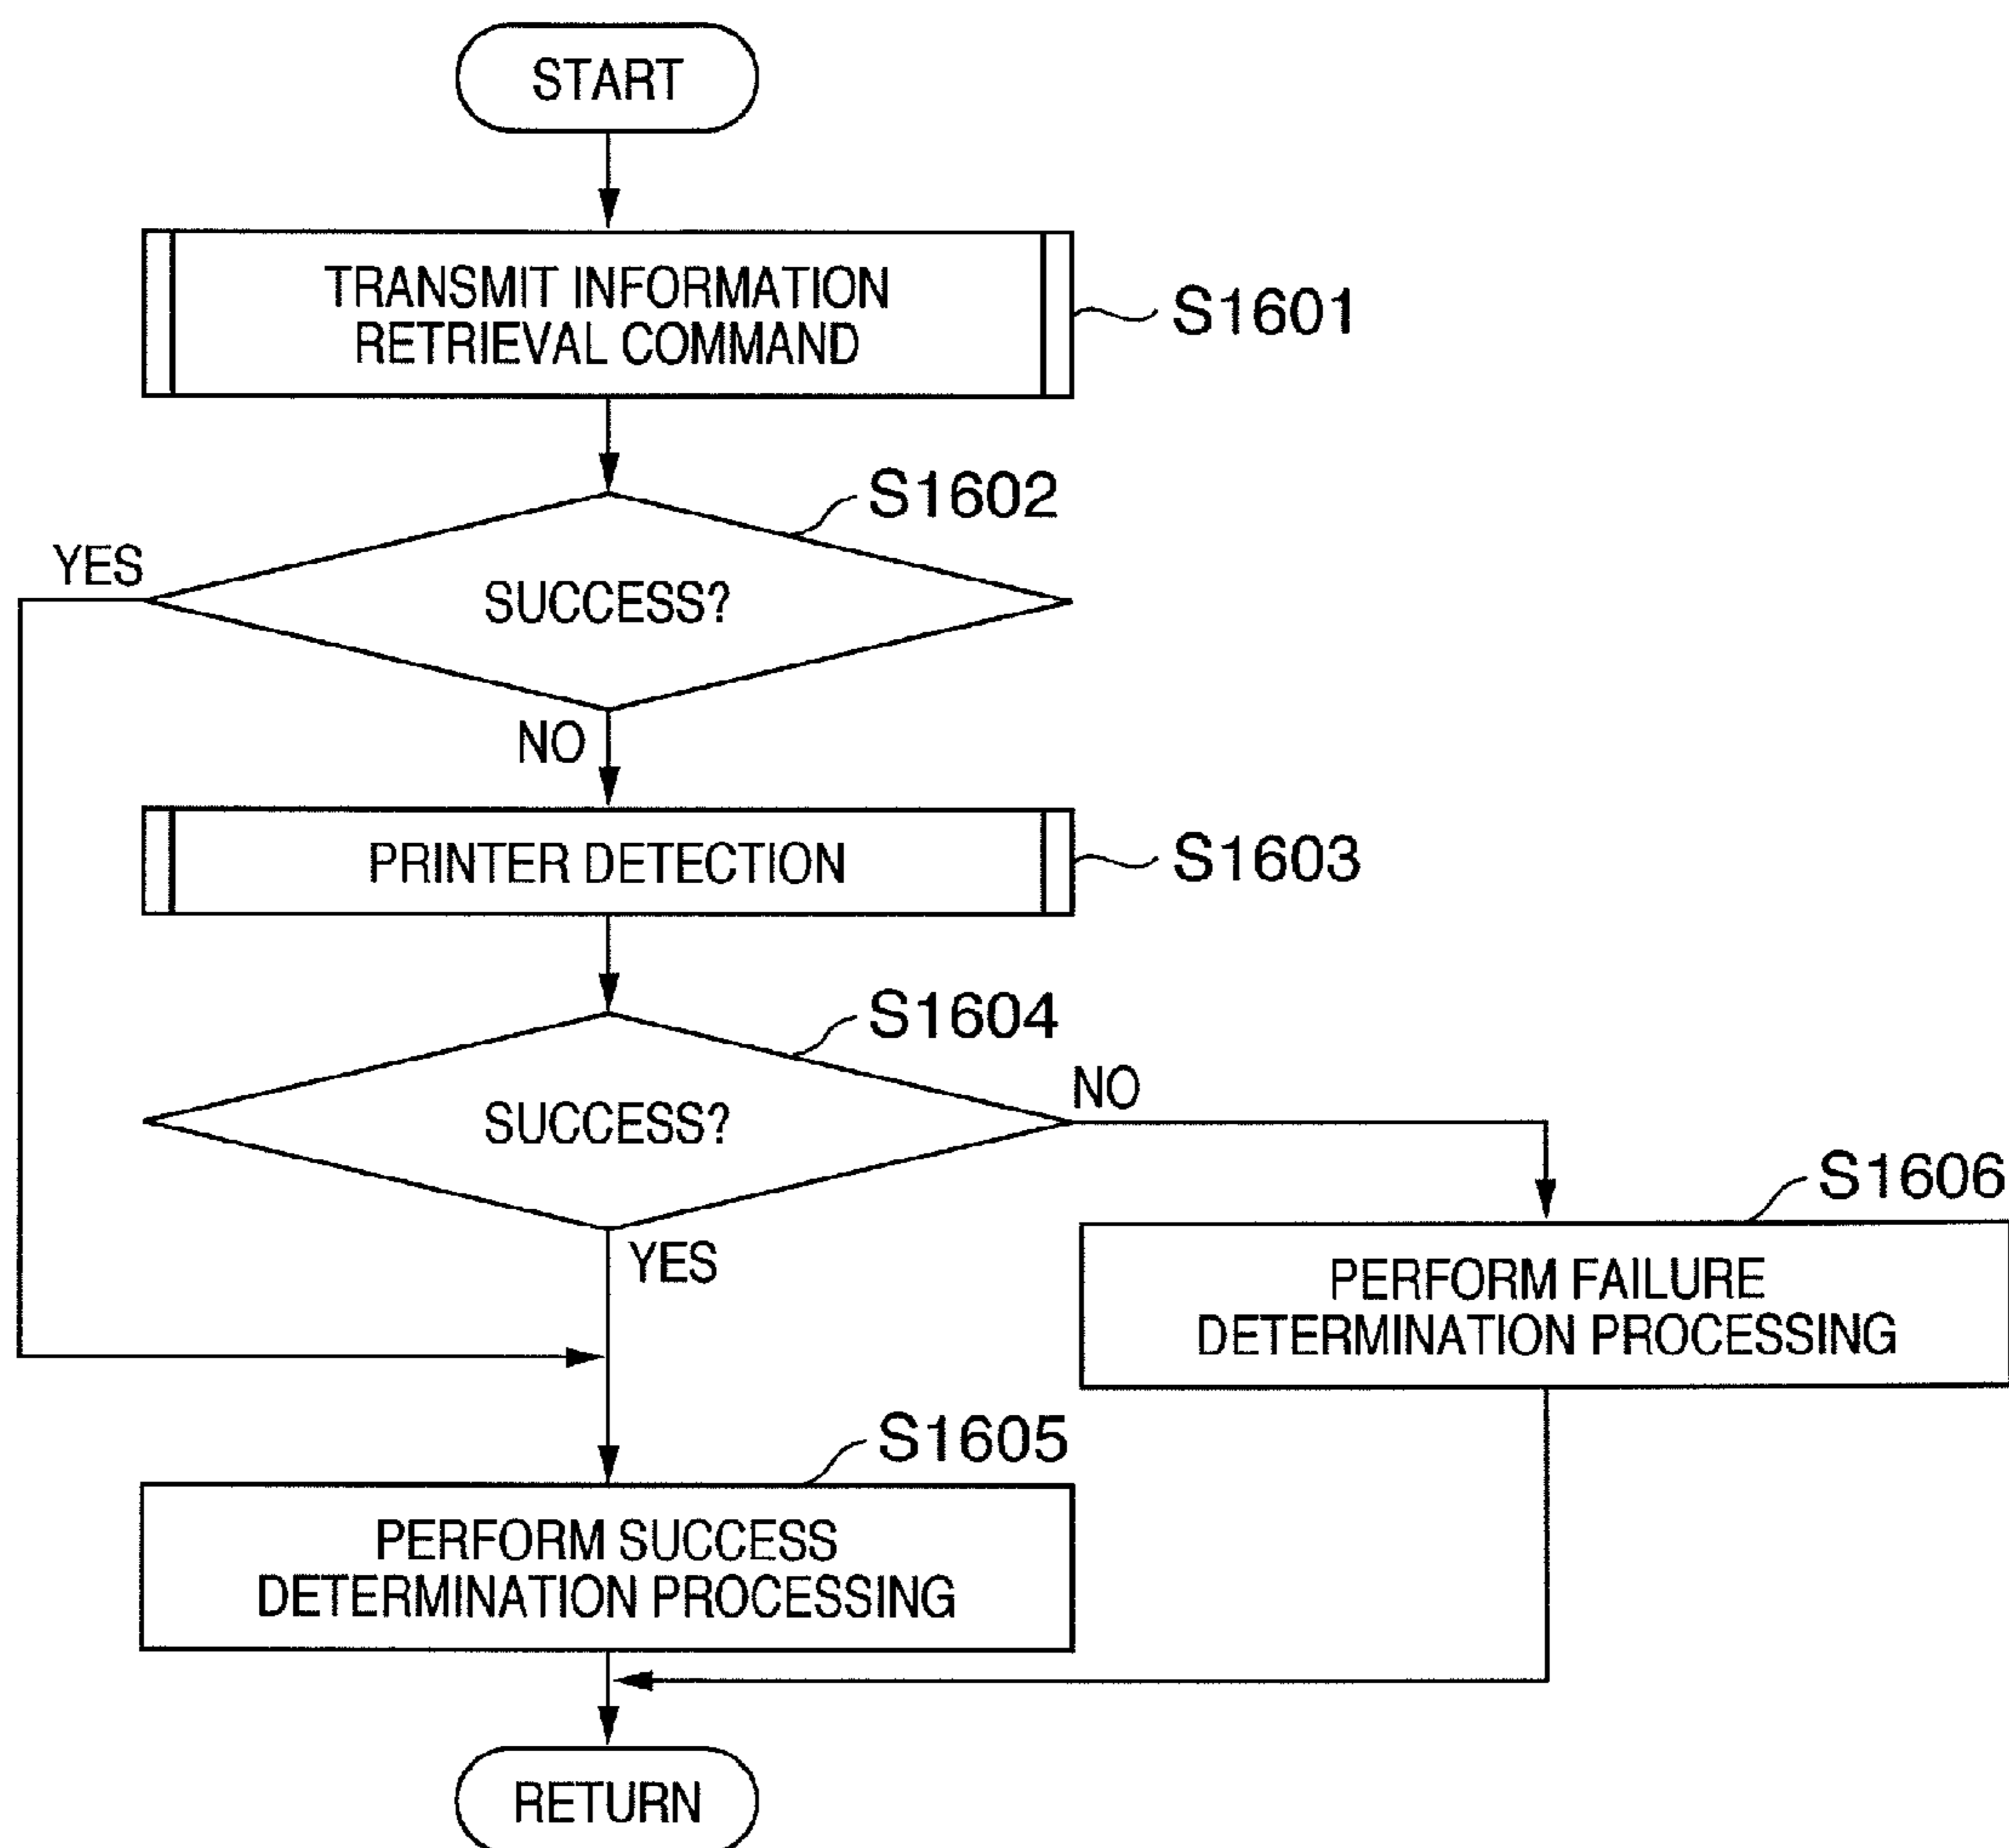 START
TRANSMIT INFORMATION
RETRIEVAL COMMAND
S1601
S1602
YES
SUCCESS?
NO
PRINTER DETECTION
S1603
S1604
NO
SUCCESS?
S1606
YES
PERFORM FAILURE
DETERMINATION PROCESSING
S1605
PERFORM SUCCESS
DETERMINATION PROCESSING
RETURN